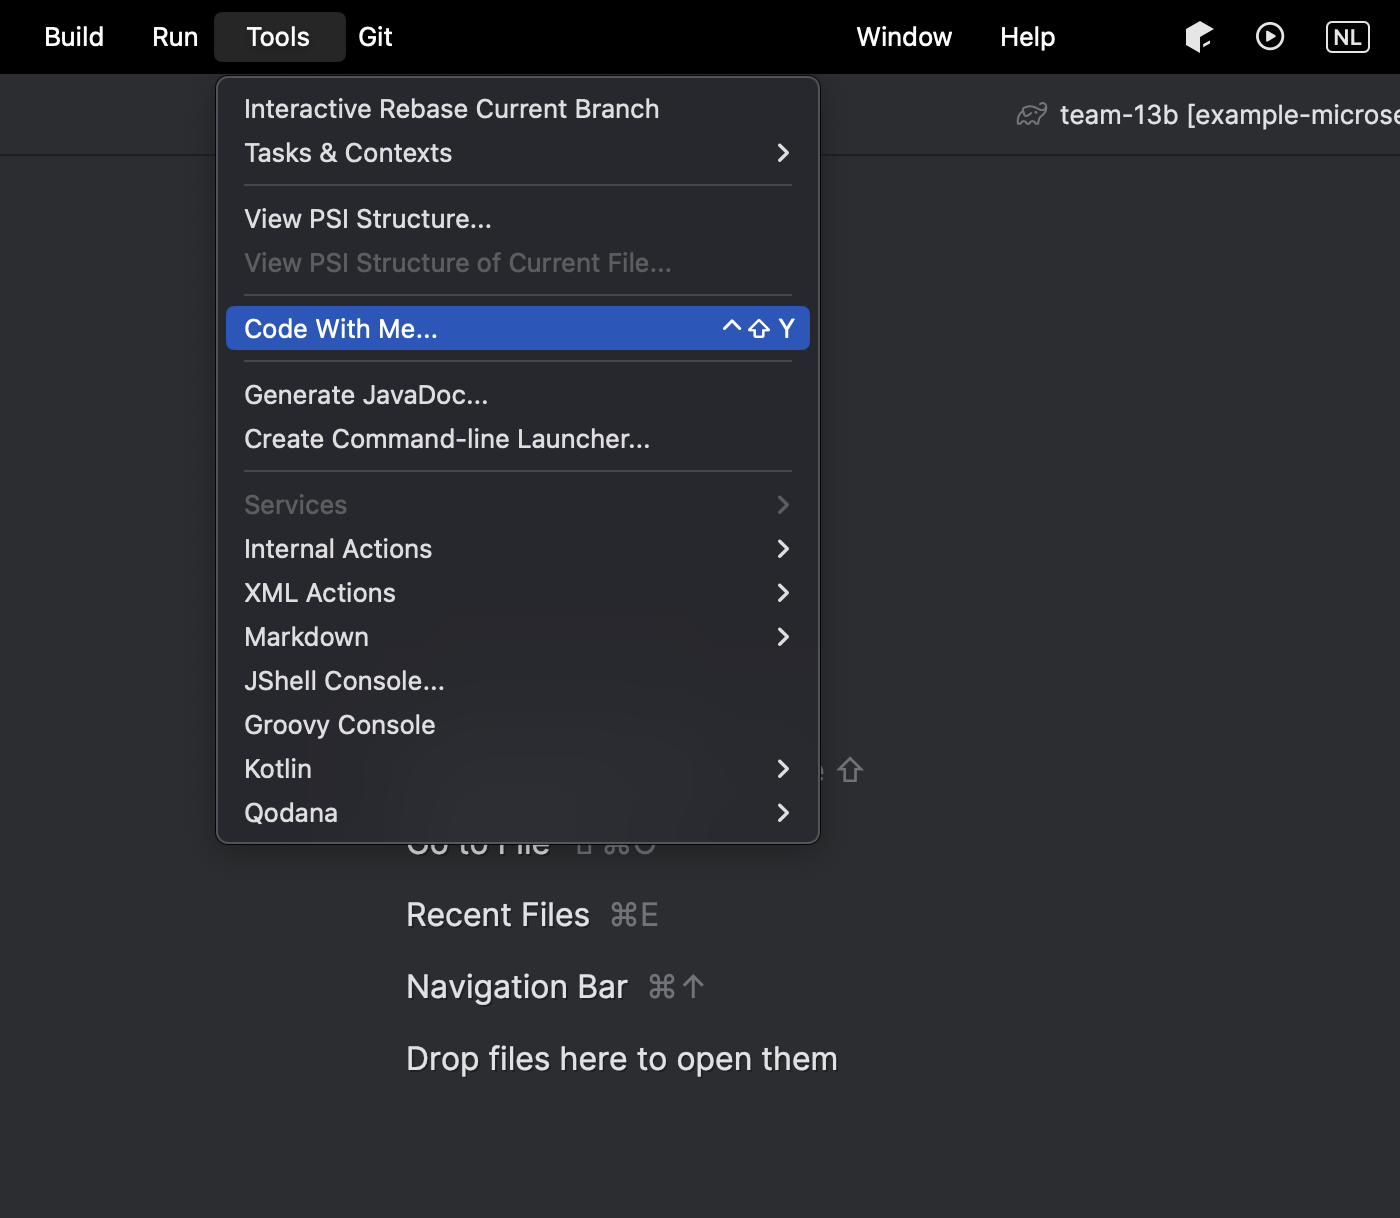 Build Run Tools Git Window Help NL
team-13b [example-microse
Interactive Rebase Current Branch
Tasks & Contexts
View PSI Structure...
View PSI Structure of Current File...
Code With Me... ^⇧Y
Generate JavaDoc...
Create Command-line Launcher...
Services
Internal Actions
XML Actions
Markdown
JShell Console...
Groovy Console
Kotlin
Qodana
Go to File ⇧⌘O
Recent Files ⌘E
Navigation Bar ⌘↑
Drop files here to open them